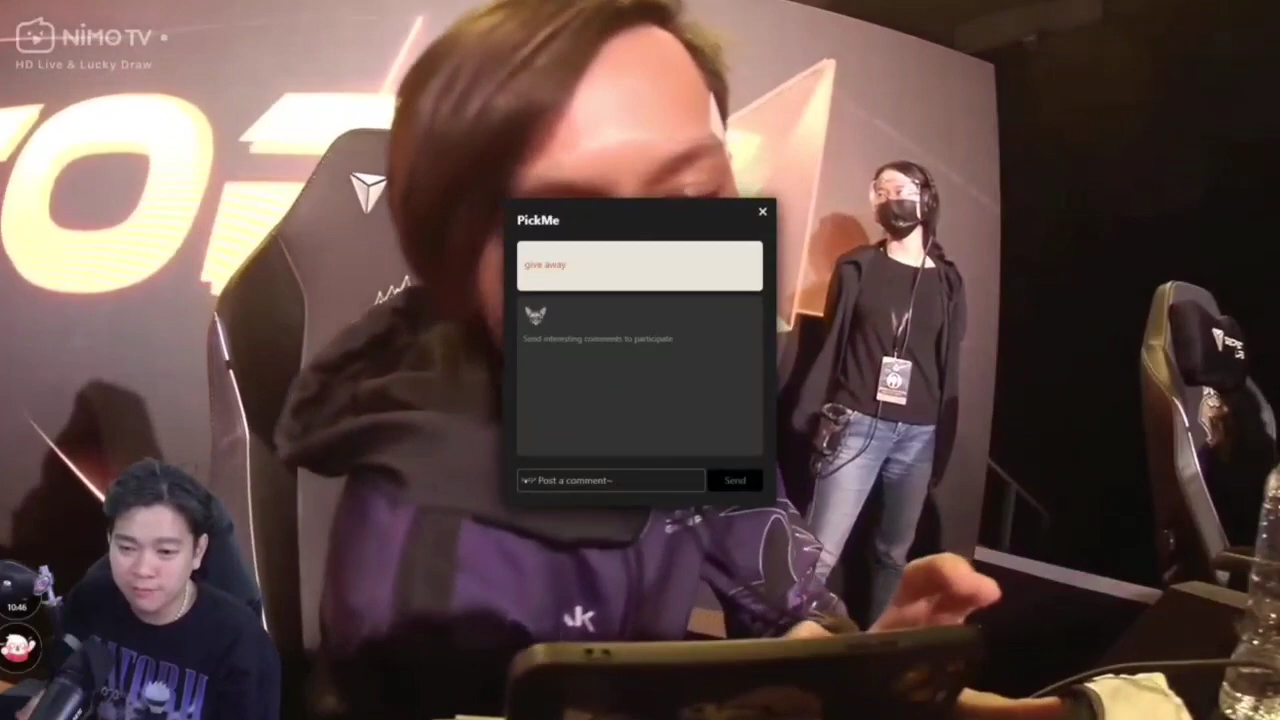 NIMO TV
HD Live & Lucky Draw
PickMe
give away
Send interesting comments to participate
Post a comment~
Send
10:46